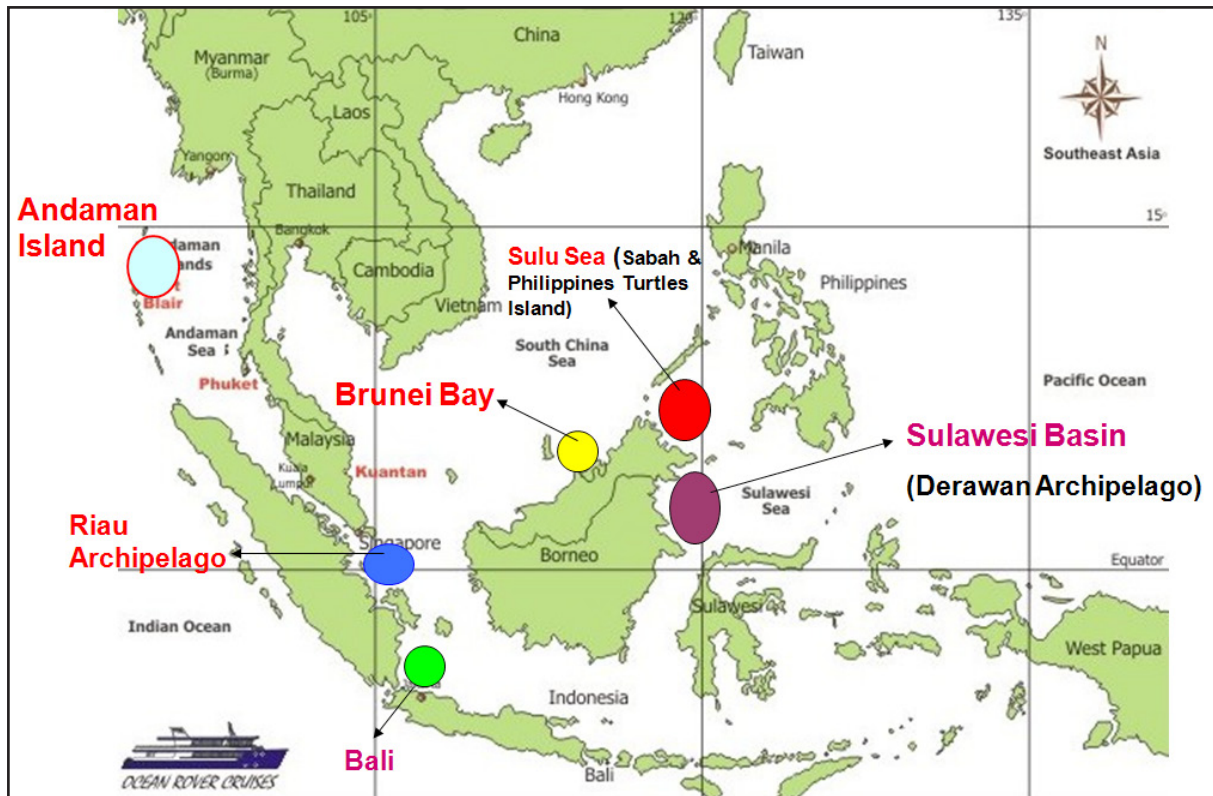 105°
120°
135°
China
Taiwan
N
Myanmar
(Burma)
Hong Kong
Laos
Southeast Asia
Yangon
Thailand
Andaman
Island
15°
Bangkok
Manila
Cambodia
Sulu Sea (Sabah &
Philippines Turtles
Island)
Philippines
Blair
Vietnam
Andaman
Sea
South China
Sea
Phuket
Pacific Ocean
Brunei Bay
Malaysia
Sulawesi Basin
Kuala
Lumpur
Kuantan
(Derawan Archipelago)
Sulawesi
Sea
Riau
Archipelago
Singapore
Borneo
Equator
Sulawesi
Indian Ocean
West Papua
Indonesia
Bali
Bali
OCEAN ROVER CRUISES